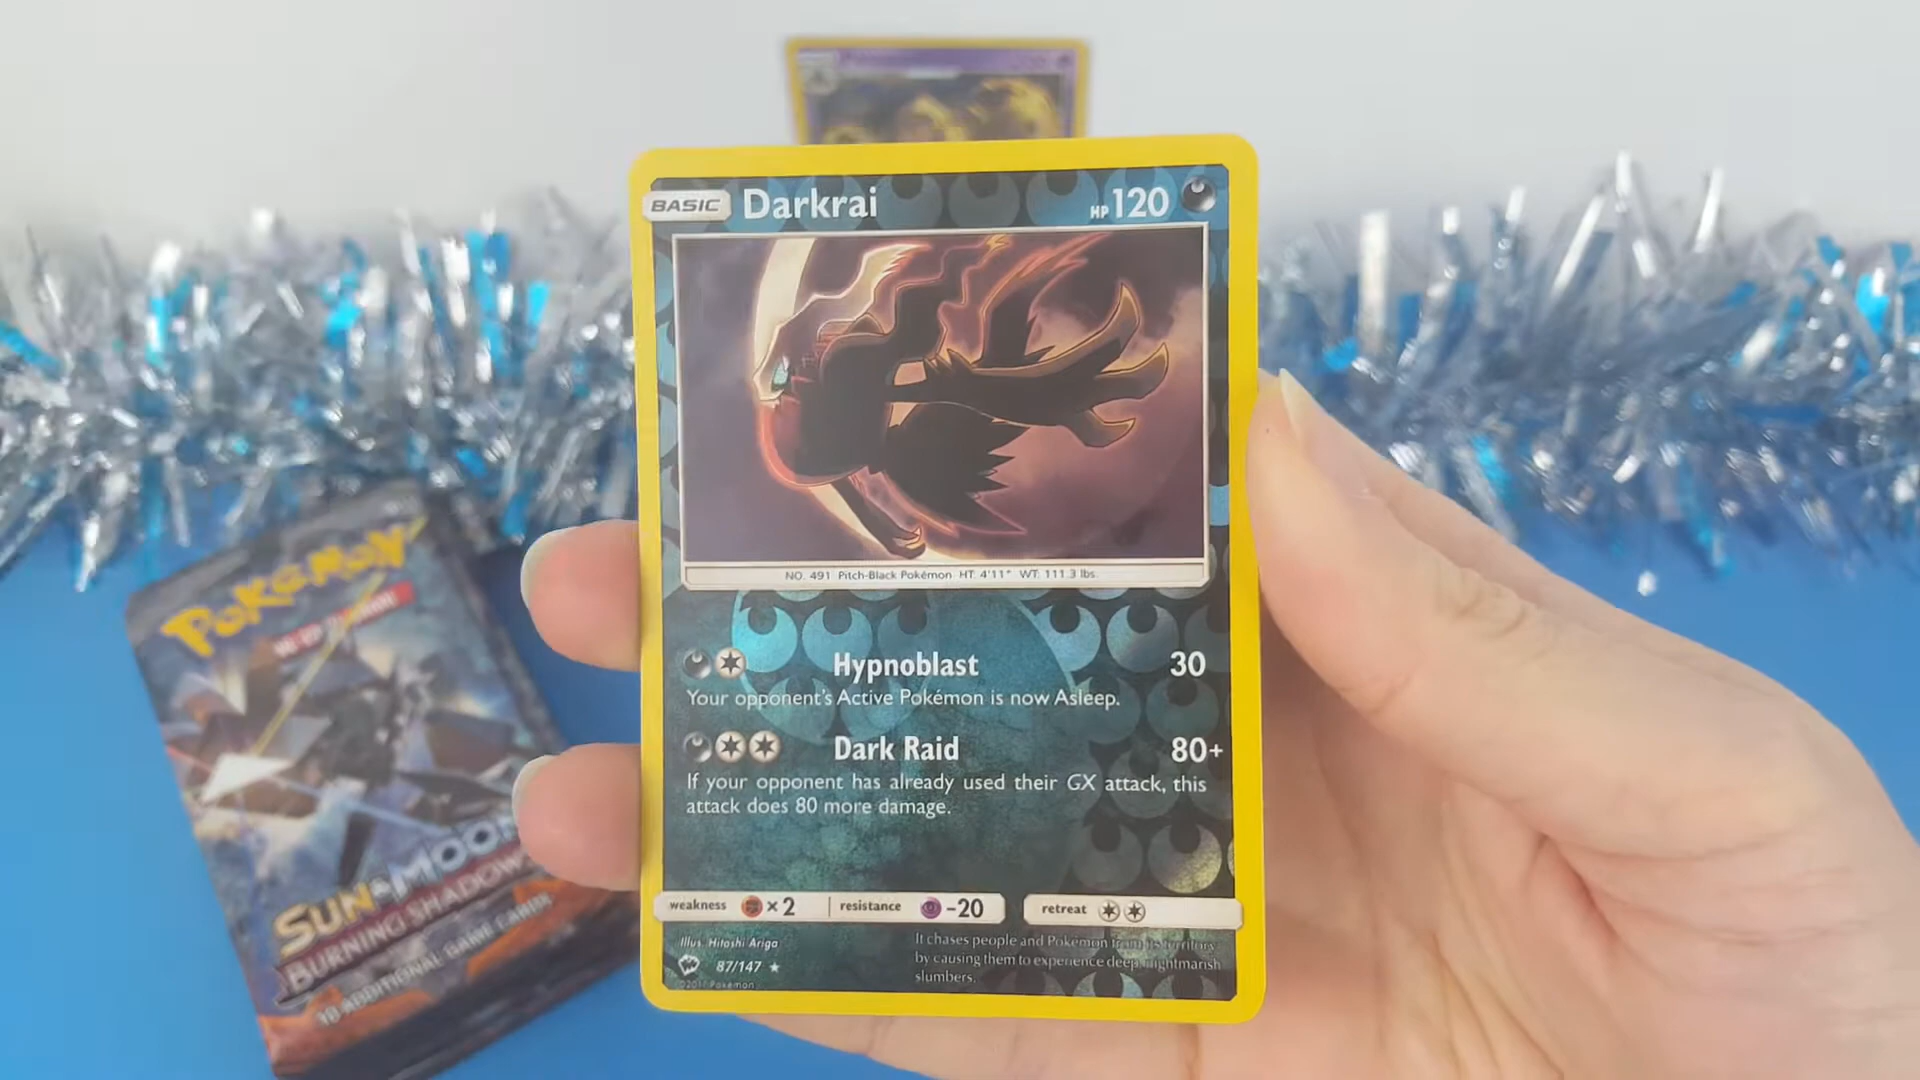 BASIC Darkrai HP 120
NO. 491 Pitch-Black Pokémon HT: 4'11" WT: 111.3 lbs.
Hypnoblast 30
Your opponent's Active Pokémon is now Asleep.
Dark Raid 80+
If your opponent has already used their GX attack, this
attack does 80 more damage.
weakness ×2 resistance -20 retreat
Illus. Hitoshi Ariga
87/147
It chases people and Pokémon from its territory
by causing them to experience deep, nightmarish
slumbers.
POKÉMON
SUN & MOON
BURNING SHADOWS
10 ADDITIONAL GAME CARDS